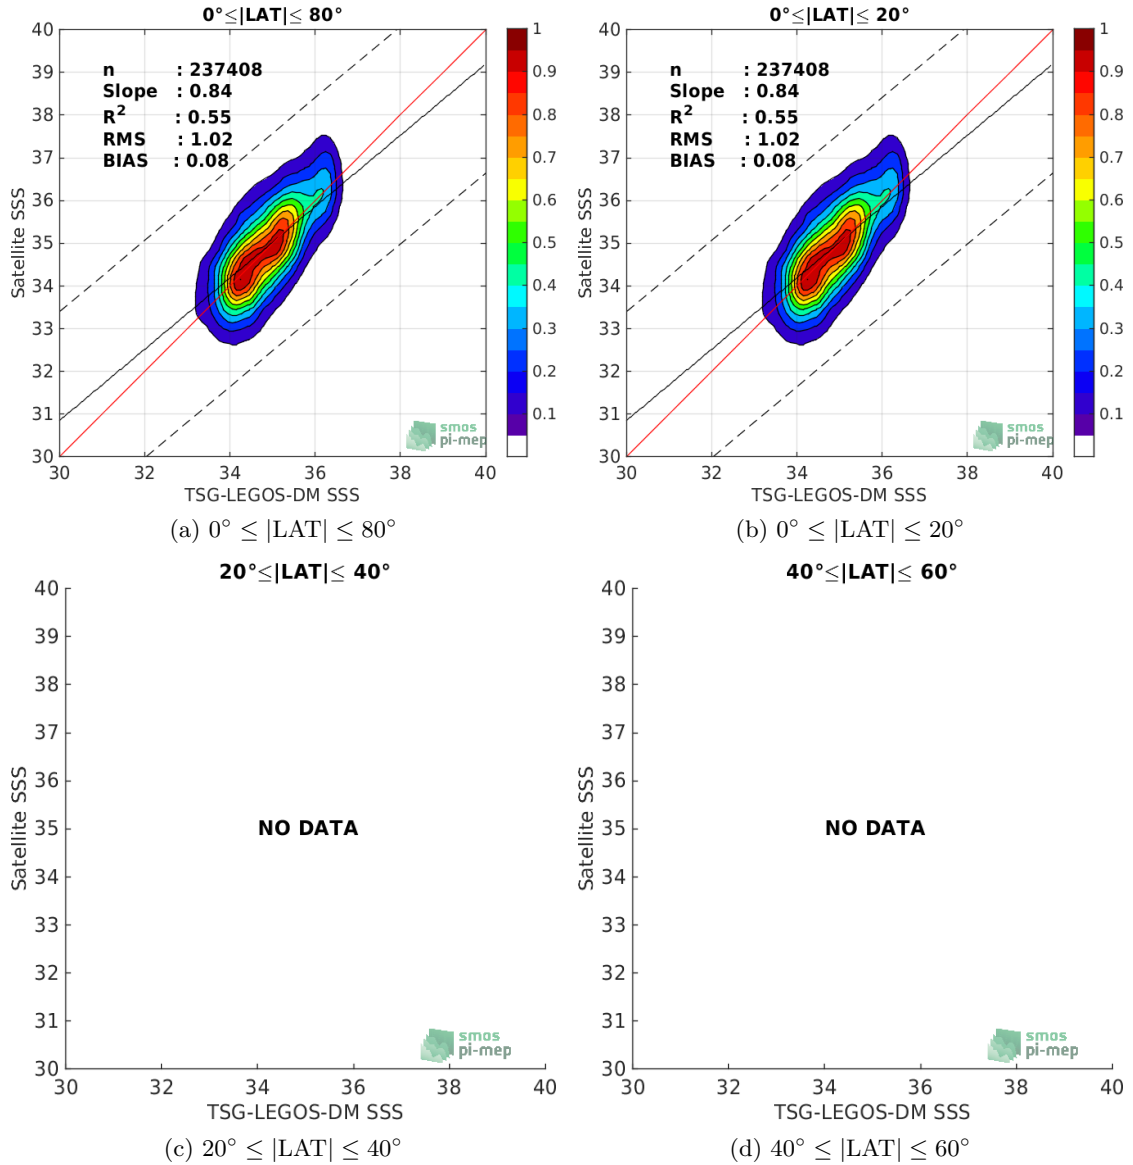 0°≤|LAT|≤ 80°
40
39
38
37
36
35
34
33
32
31
30
Satellite SSS
n : 237408
Slope : 0.84
R² : 0.55
RMS : 1.02
BIAS : 0.08
smos
pi-mep
30 32 34 36 38 40
TSG-LEGOS-DM SSS
1
0.9
0.8
0.7
0.6
0.5
0.4
0.3
0.2
0.1
(a) 0° ≤ |LAT| ≤ 80°
0°≤|LAT|≤ 20°
40
39
38
37
36
35
34
33
32
31
30
Satellite SSS
n : 237408
Slope : 0.84
R² : 0.55
RMS : 1.02
BIAS : 0.08
smos
pi-mep
30 32 34 36 38 40
TSG-LEGOS-DM SSS
1
0.9
0.8
0.7
0.6
0.5
0.4
0.3
0.2
0.1
(b) 0° ≤ |LAT| ≤ 20°
20°≤|LAT|≤ 40°
40
39
38
37
36
35
34
33
32
31
30
Satellite SSS
NO DATA
smos
pi-mep
30 32 34 36 38 40
TSG-LEGOS-DM SSS
(c) 20° ≤ |LAT| ≤ 40°
40°≤|LAT|≤ 60°
40
39
38
37
36
35
34
33
32
31
30
Satellite SSS
NO DATA
smos
pi-mep
30 32 34 36 38 40
TSG-LEGOS-DM SSS
(d) 40° ≤ |LAT| ≤ 60°